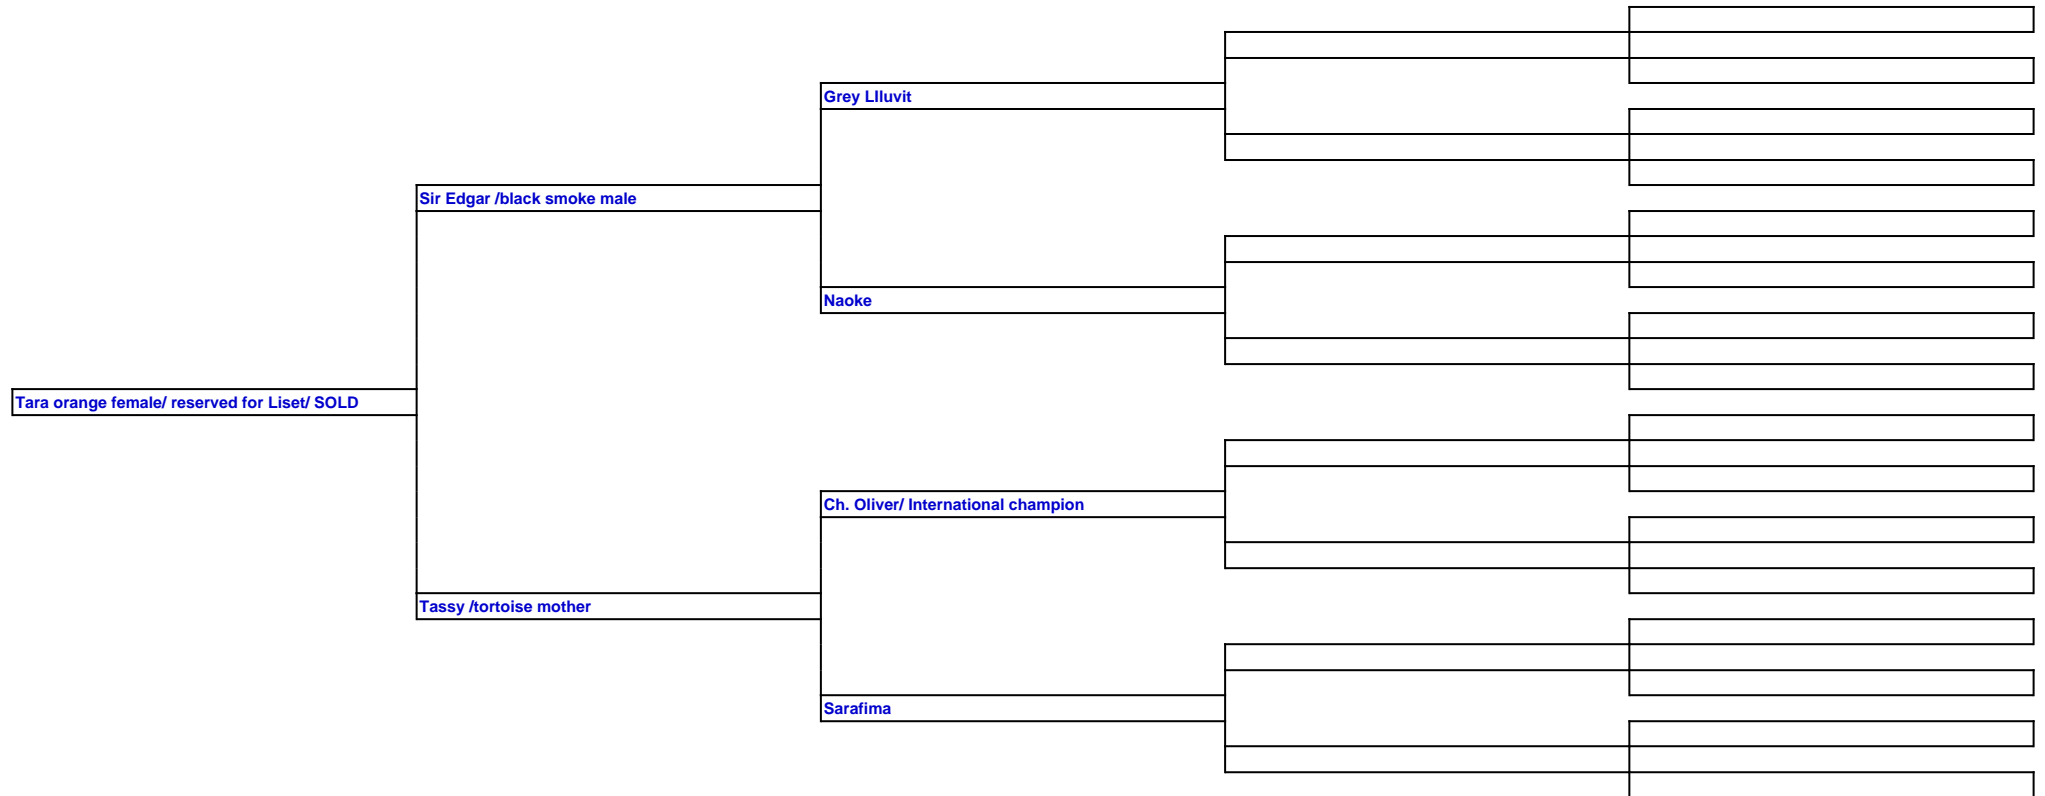 Grey LIluvit
Sir Edgar /black smoke male
Naoke
Tara orange female/ reserved for Liset/ SOLD
Ch. Oliver/ International champion
Tassy /tortoise mother
Sarafima